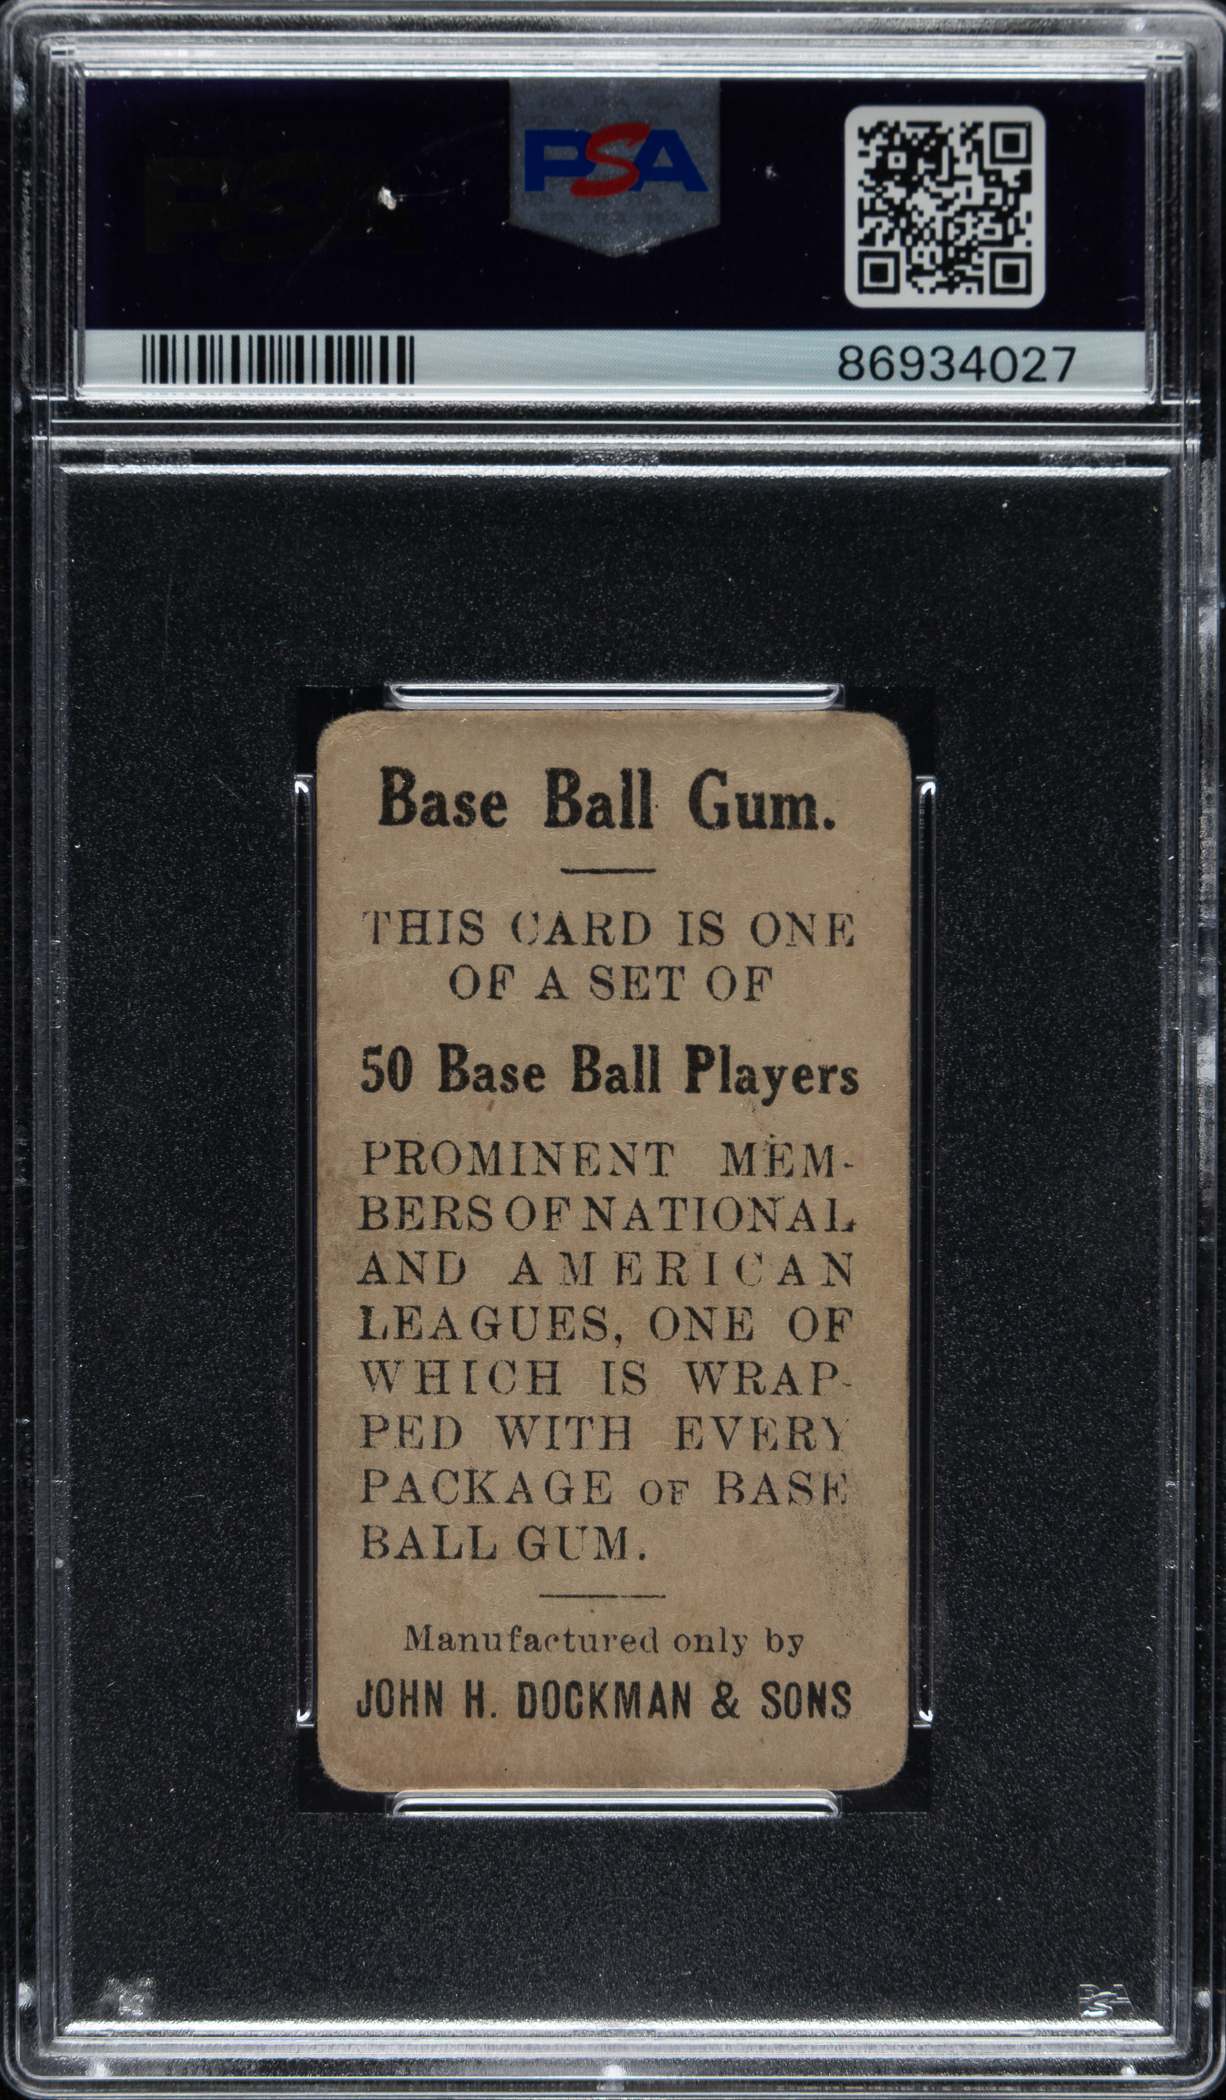 PSA
86934027
Base Ball Gum.
THIS CARD IS ONE
OF A SET OF
50 Base Ball Players
PROMINENT MEM-
BERS OF NATIONAL
AND AMERICAN
LEAGUES, ONE OF
WHICH IS WRAP-
PED WITH EVERY
PACKAGE OF BASE
BALL GUM.
Manufactured only by
JOHN H. DOCKMAN & SONS